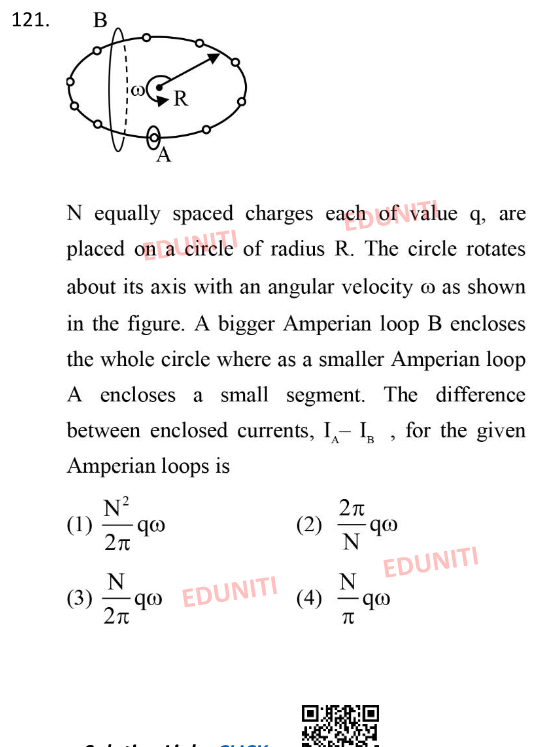 121.
B
ω
R
A
N equally spaced charges each of value q, are
placed on a circle of radius R. The circle rotates
about its axis with an angular velocity ω as shown
in the figure. A bigger Amperian loop B encloses
the whole circle where as a smaller Amperian loop
A encloses a small segment. The difference
between enclosed currents, I_A – I_B , for the given
Amperian loops is
(1) N²/2π qω (2) 2π/N qω
(3) N/2π qω (4) N/π qω
EDUNITI
EDUNITI
EDUNITI
EDUNITI